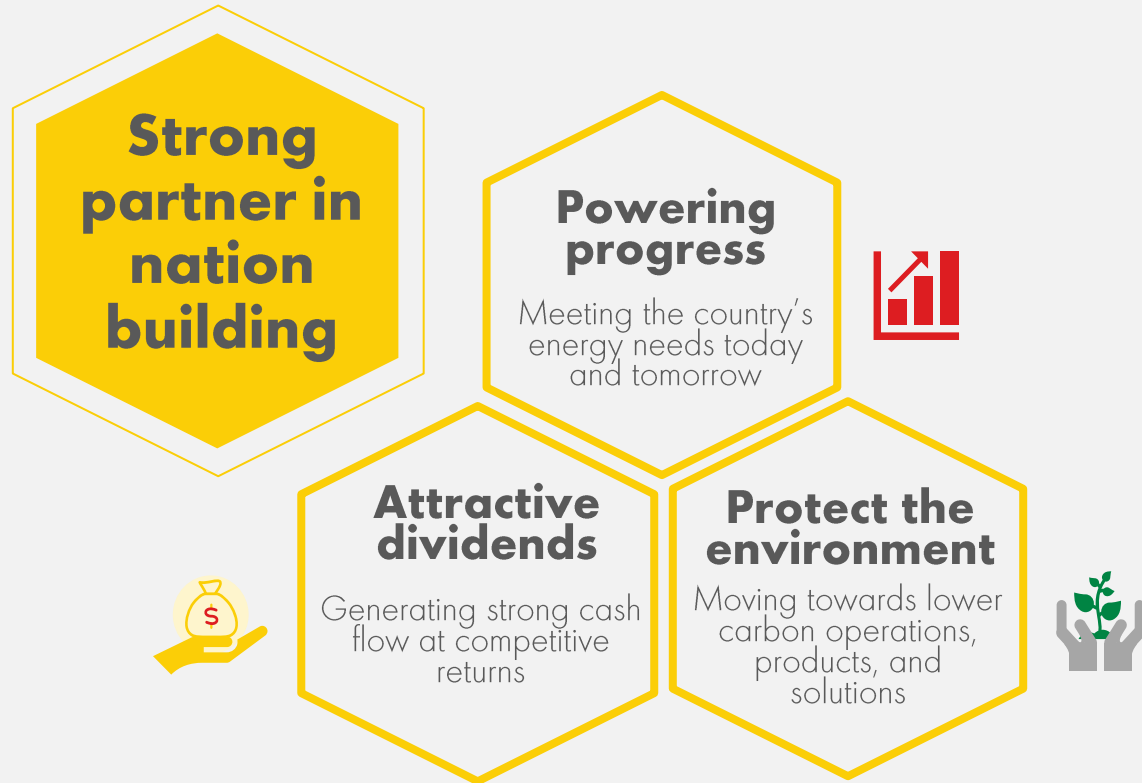 Strong
partner in
nation
building
Powering
progress
Meeting the country’s
energy needs today
and tomorrow
Attractive
dividends
Generating strong cash
flow at competitive
returns
$
Protect the
environment
Moving towards lower
carbon operations,
products, and
solutions